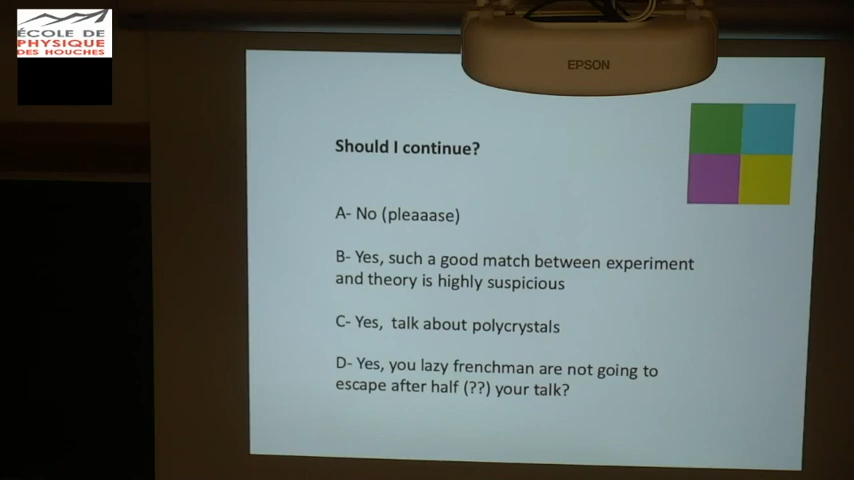 ÉCOLE DE
PHYSIQUE
DES HOUCHES
EPSON
Should I continue?
A- No (pleaaase)
B- Yes, such a good match between experiment
and theory is highly suspicious
C- Yes, talk about polycrystals
D- Yes, you lazy frenchman are not going to
escape after half (??) your talk?